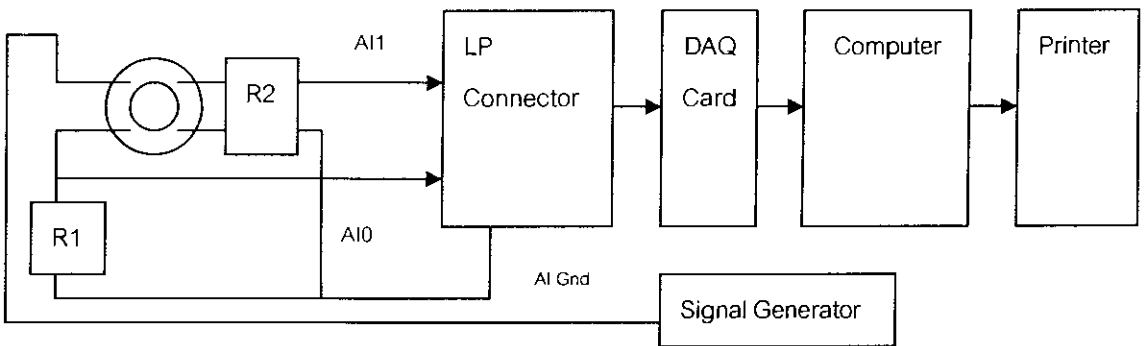 AI1
LP
Connector
DAQ
Card
Computer
Printer
R2
R1
AI0
AI Gnd
Signal Generator